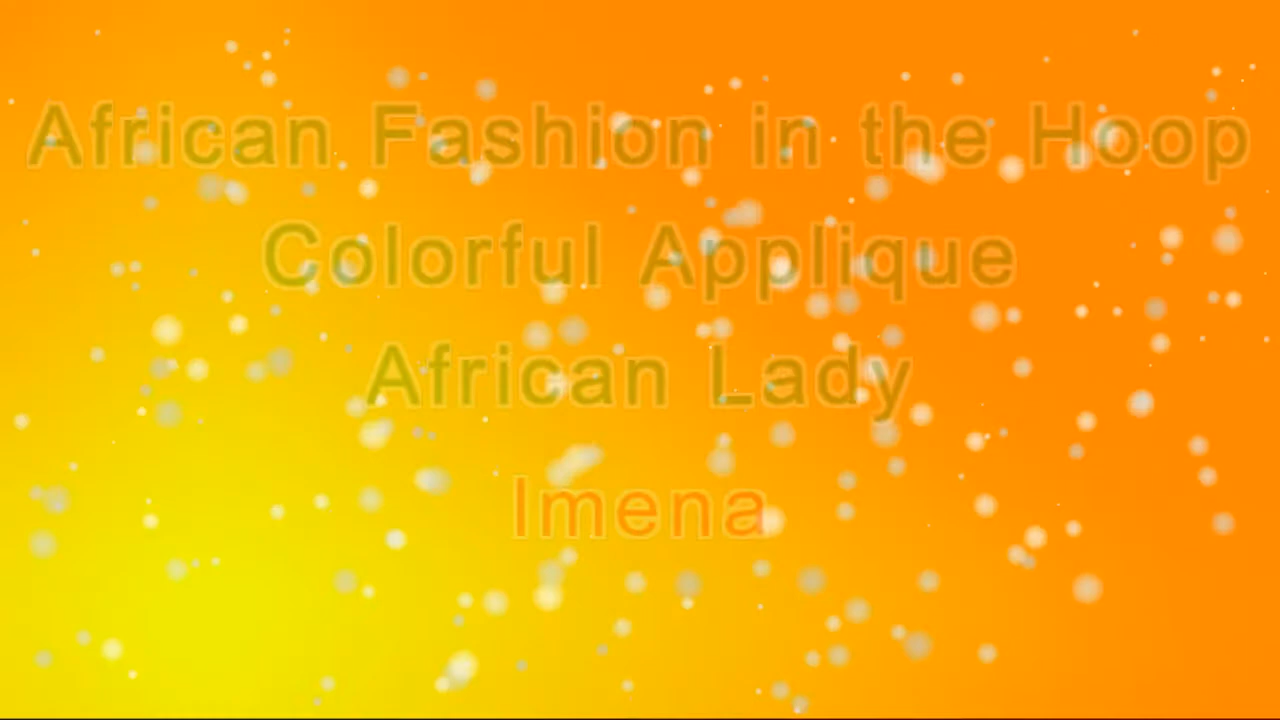 African Fashion in the Hoop
Colorful Applique
African Lady
Imena